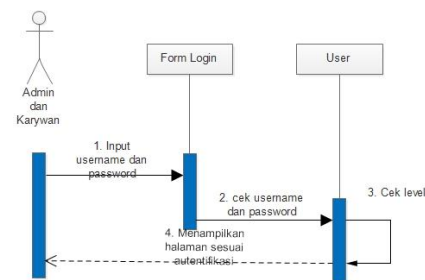 Form Login
User
Admin
dan
Karywan
1. Input
username dan
password
2. cek username
dan password
3. Cek level
4. Menampilkan
halaman sesuai
autentifikasi